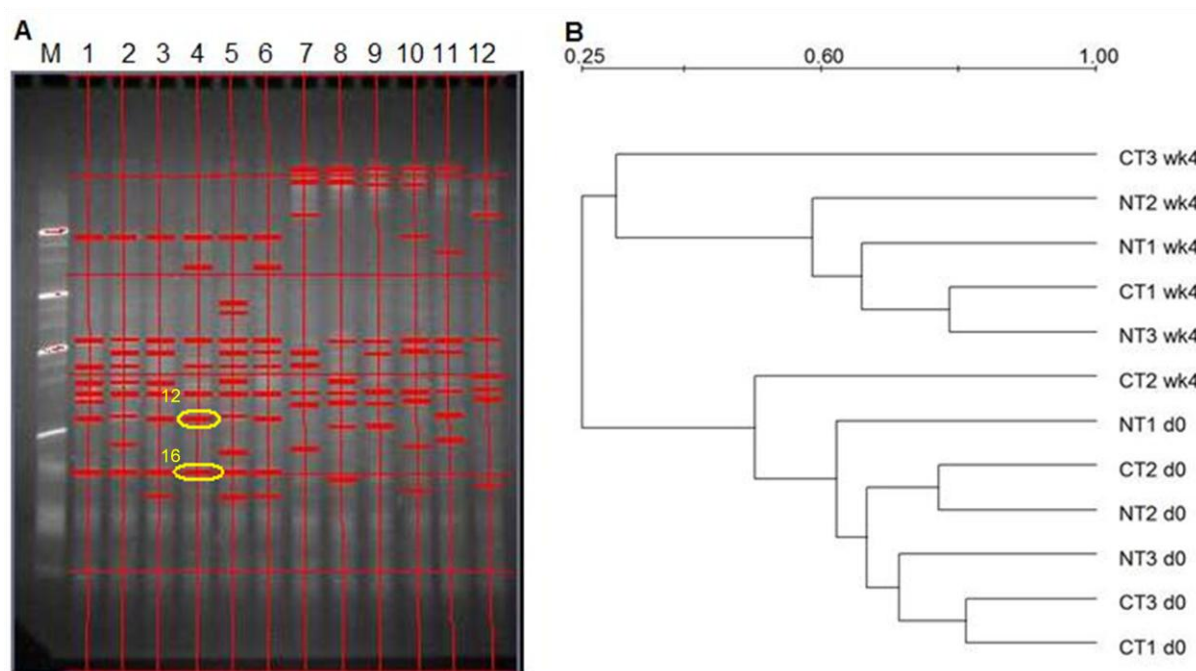 A
M 1 2 3 4 5 6 7 8 9 10 11 12
12
16
B
0.25 0.60 1.00
CT3 wk4
NT2 wk4
NT1 wk4
CT1 wk4
NT3 wk4
CT2 wk4
NT1 d0
CT2 d0
NT2 d0
NT3 d0
CT3 d0
CT1 d0